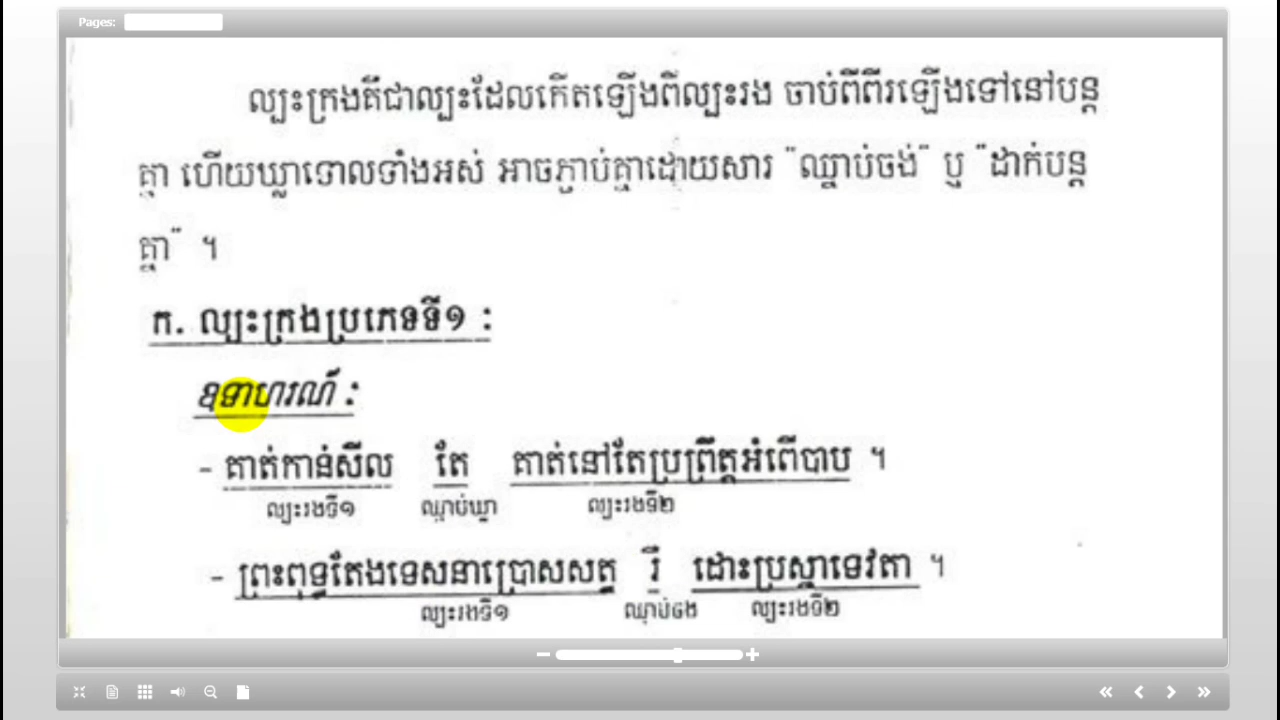 Pages:
ល្បះក្រងគឺជាល្បះដែលកើតឡើងពីល្បះរង ចាប់ពីពីរឡើងទៅនៅបន្ត
គ្នា ហើយឃ្លាទោលទាំងអស់ អាចភ្ជាប់គ្នាដោយសារ "ឈ្នាប់ចង់" ឬ "ដាក់បន្ត
គ្នា" ។
ក. ល្បះក្រងប្រភេទទី១ :
ឧទាហរណ៍ :
- គាត់កាន់សីល តែ គាត់នៅតែប្រព្រឹត្តអំពើបាប ។
ល្បះរងទី១ ឈ្នាប់ឃ្លា ល្បះរងទី២
- ព្រះពុទ្ធតែងទេសនាប្រោសសត្វ រឺ ដោះប្រស្នាទេវតា ។
ល្បះរងទី១ ឈ្នាប់ចង ល្បះរងទី២